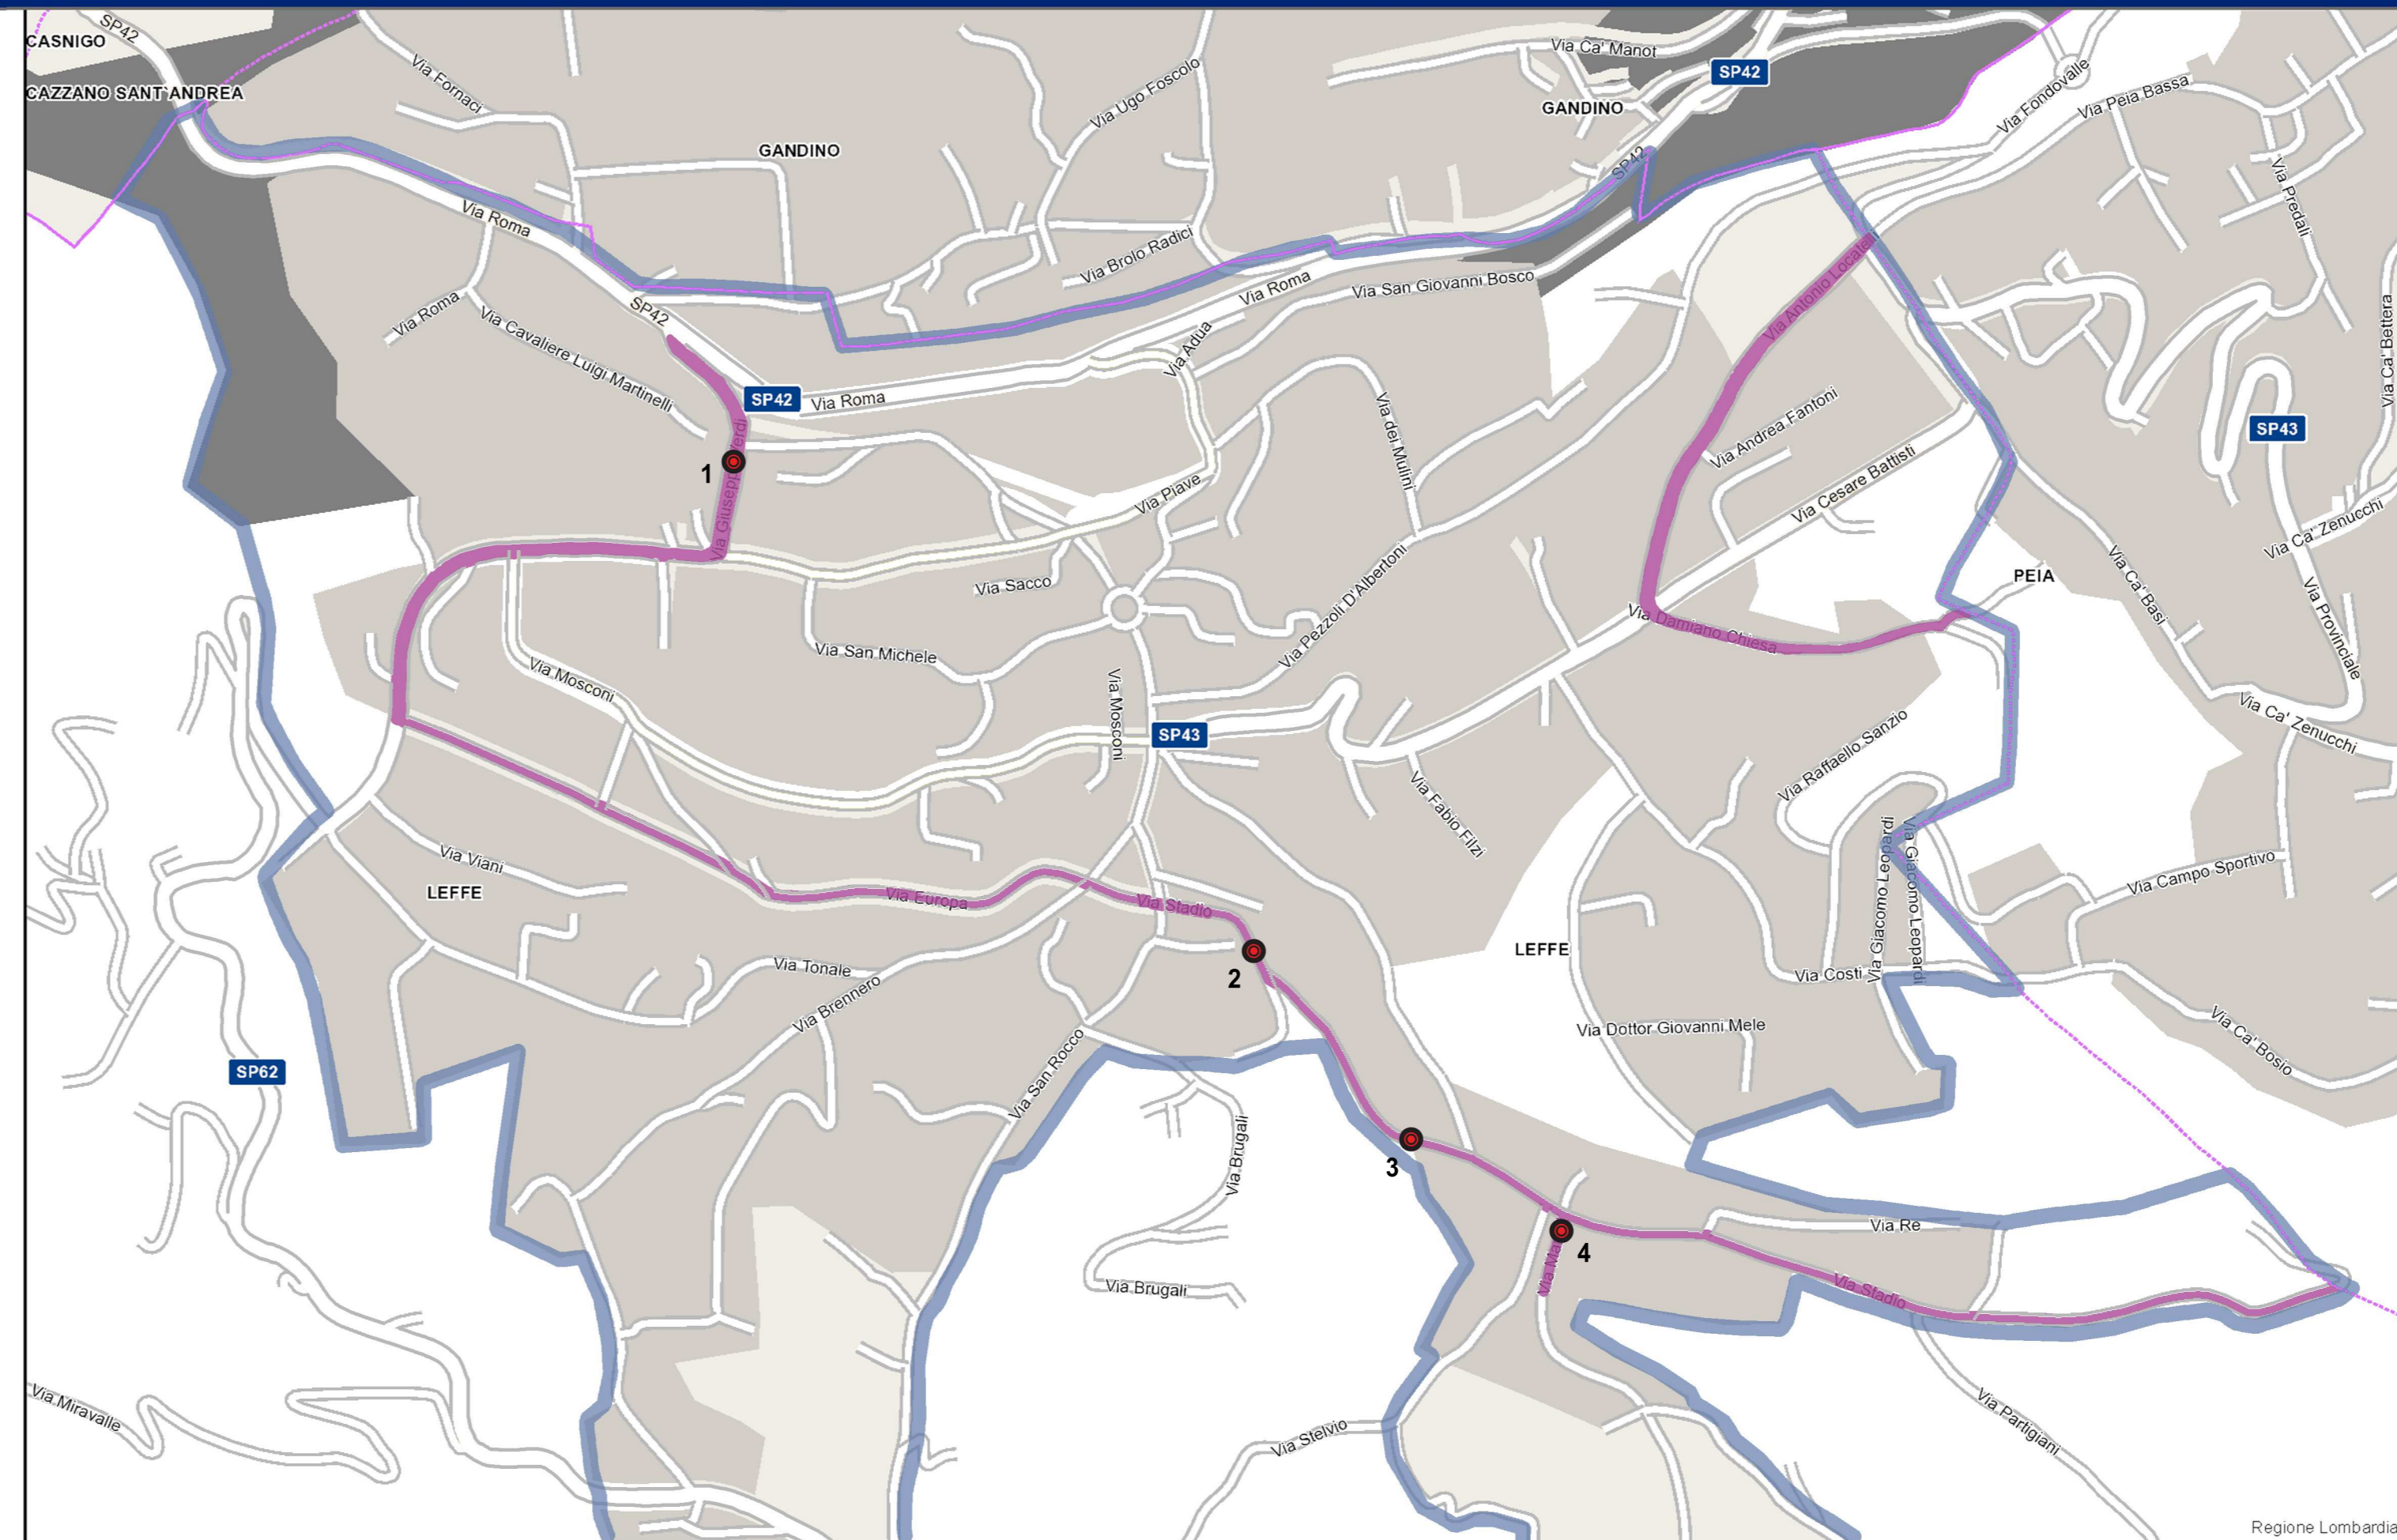 SP42
CASNIGO
CAZZANO SANT'ANDREA
Via Fornaci
Via Ugo Foscolo
Via Ca' Manot
SP42
GANDINO
Via Fondovalle
Via Peia Bassa
GANDINO
SP42
Via Predali
Via Roma
Via Brolo Radici
Via Roma
Via San Giovanni Bosco
Via Antonio Locatelli
Via Roma
SP42
Via Cavaliere Luigi Martinelli
Via Adua
Via Ca' Bettera
SP42
Via Roma
Via dei Mulini
Via Andrea Fantoni
SP43
1
Via Cesare Battisti
Via Piave
Via Ca' Zenucchi
Via Sacco
PEIA
Via Ca' Basi
Via Pezzoli D'Albertoni
Via Damiano Chiesa
Via Provinciale
Via San Michele
Via Mosconi
Via Mosconi
SP43
Via Ca' Zenucchi
Via Raffaello Sanzio
Via Fabio Filzi
Via Viani
LEFFE
Via Giacomo Leopardi
Via Giacomo Leopardi
Via Campo Sportivo
Via Europa
Via Stadio
2
LEFFE
Via Tonale
Via Costi
Via Brennero
Via Dottor Giovanni Mele
Via Ca' Bosio
SP62
Via San Rocco
Via Brugali
3
Via Re
4
Via Brugali
Via Stadio
Via Miravalle
Via Stelvio
Via Partigiani
Regione Lombardia